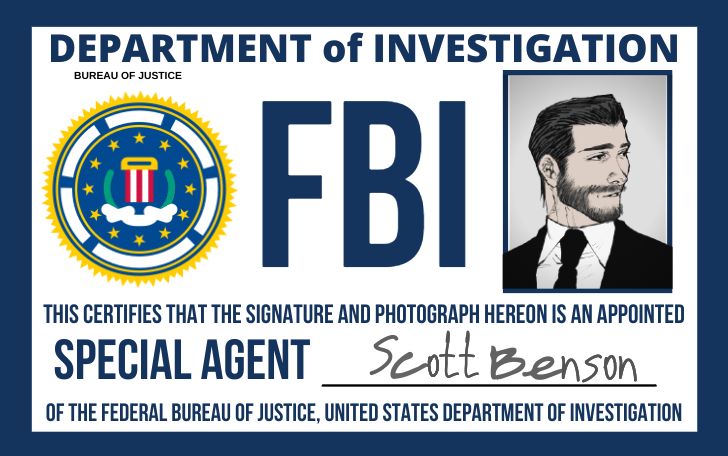 DEPARTMENT of INVESTIGATION
BUREAU OF JUSTICE
FBI
THIS CERTIFIES THAT THE SIGNATURE AND PHOTOGRAPH HEREON IS AN APPOINTED
SPECIAL AGENT Scott Benson
OF THE FEDERAL BUREAU OF JUSTICE, UNITED STATES DEPARTMENT OF INVESTIGATION